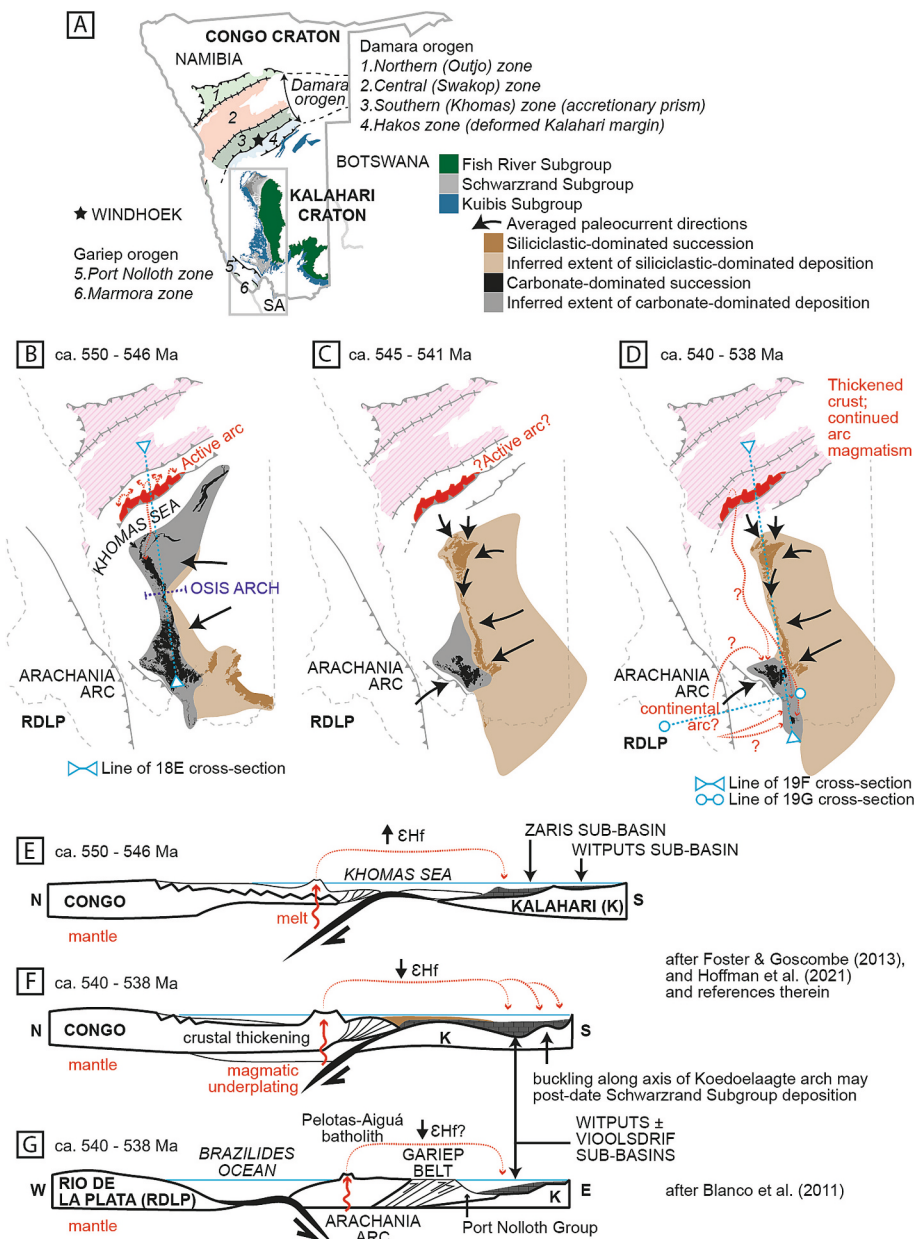 A
CONGO CRATON
NAMIBIA
Damara orogen
1
2
3
4
Damara orogen
1.Northern (Outjo) zone
2.Central (Swakop) zone
3.Southern (Khomas) zone (accretionary prism)
4.Hakos zone (deformed Kalahari margin)
BOTSWANA
KALAHARI CRATON
WINDHOEK
Gariep orogen
5.Port Nolloth zone
6.Marmora zone
5
6
SA
Fish River Subgroup
Schwarzrand Subgroup
Kuibis Subgroup
Averaged paleocurrent directions
Siliciclastic-dominated succession
Inferred extent of siliciclastic-dominated deposition
Carbonate-dominated succession
Inferred extent of carbonate-dominated deposition
B ca. 550 - 546 Ma
Active arc
KHOMAS SEA
OSIS ARCH
ARACHANIA
ARC
RDLP
Line of 18E cross-section
C ca. 545 - 541 Ma
?Active arc?
ARACHANIA
ARC
RDLP
D ca. 540 - 538 Ma
Thickened
crust;
continued
arc
magmatism
?
?
ARACHANIA
ARC
continental
arc?
RDLP
?
Line of 19F cross-section
Line of 19G cross-section
E ca. 550 - 546 Ma
εHf
ZARIS SUB-BASIN
WITPUTS SUB-BASIN
KHOMAS SEA
N CONGO
KALAHARI (K) S
melt
mantle
after Foster & Goscombe (2013),
and Hoffman et al. (2021)
and references therein
F ca. 540 - 538 Ma
εHf
N CONGO
crustal thickening
K
S
mantle
magmatic
underplating
buckling along axis of Koedoelaagte arch may
post-date Schwarzrand Subgroup deposition
WITPUTS ±
VIOOLSDRIF
SUB-BASINS
G ca. 540 - 538 Ma
Pelotas-Aiguá
batholith
εHf?
BRAZILIDES
OCEAN
GARIEP
BELT
W RIO DE
LA PLATA (RDLP)
K E
after Blanco et al. (2011)
mantle
ARACHANIA
ARC
Port Nolloth Group